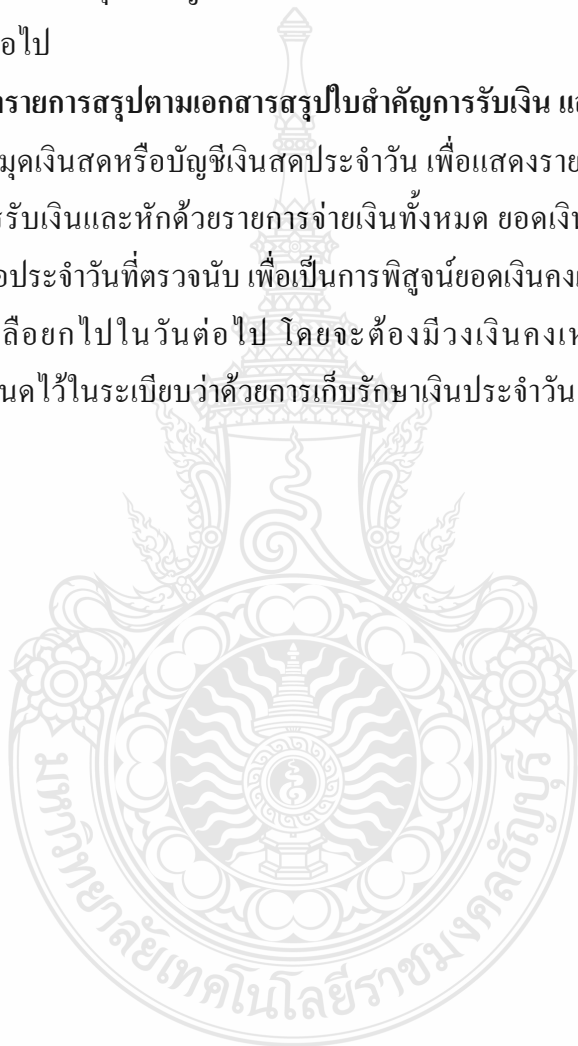 อไป
รายการสรุปตามเอกสารสรุปใบสำคัญการรับเงิน
มุดเงินสดหรือบัญชีเงินสดประจำวัน เพื่อแสดงราย
รรับเงินและหักด้วยรายการจ่ายเงินทั้งหมด ยอดเงิน
อประจำวันที่ตรวจนับ เพื่อเป็นการพิสูจน์ยอดเงินคง
ลือยกไปในวันต่อไป โดยจะต้องมีวงเงินคงเห
นดไว้ในระเบียบว่าด้วยการเก็บรักษาเงินประจำวัน
มหาวิทยาลัยเทคโนโลยีราชมงคลธัญบุรี